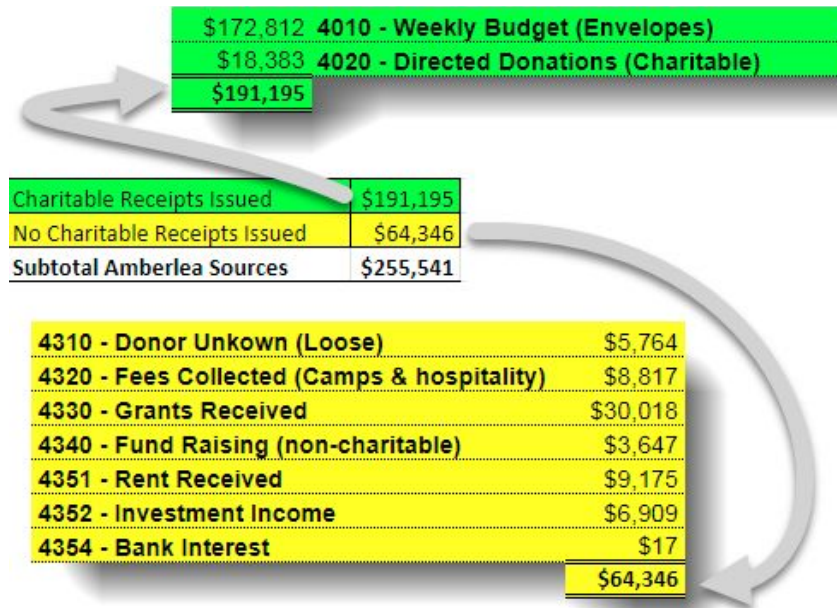 $172,812 4010 - Weekly Budget (Envelopes)
$18,383 4020 - Directed Donations (Charitable)
$191,195
Charitable Receipts Issued $191,195
No Charitable Receipts Issued $64,346
Subtotal Amberlea Sources $255,541
4310 - Donor Unkown (Loose) $5,764
4320 - Fees Collected (Camps & hospitality) $8,817
4330 - Grants Received $30,018
4340 - Fund Raising (non-charitable) $3,647
4351 - Rent Received $9,175
4352 - Investment Income $6,909
4354 - Bank Interest $17
$64,346